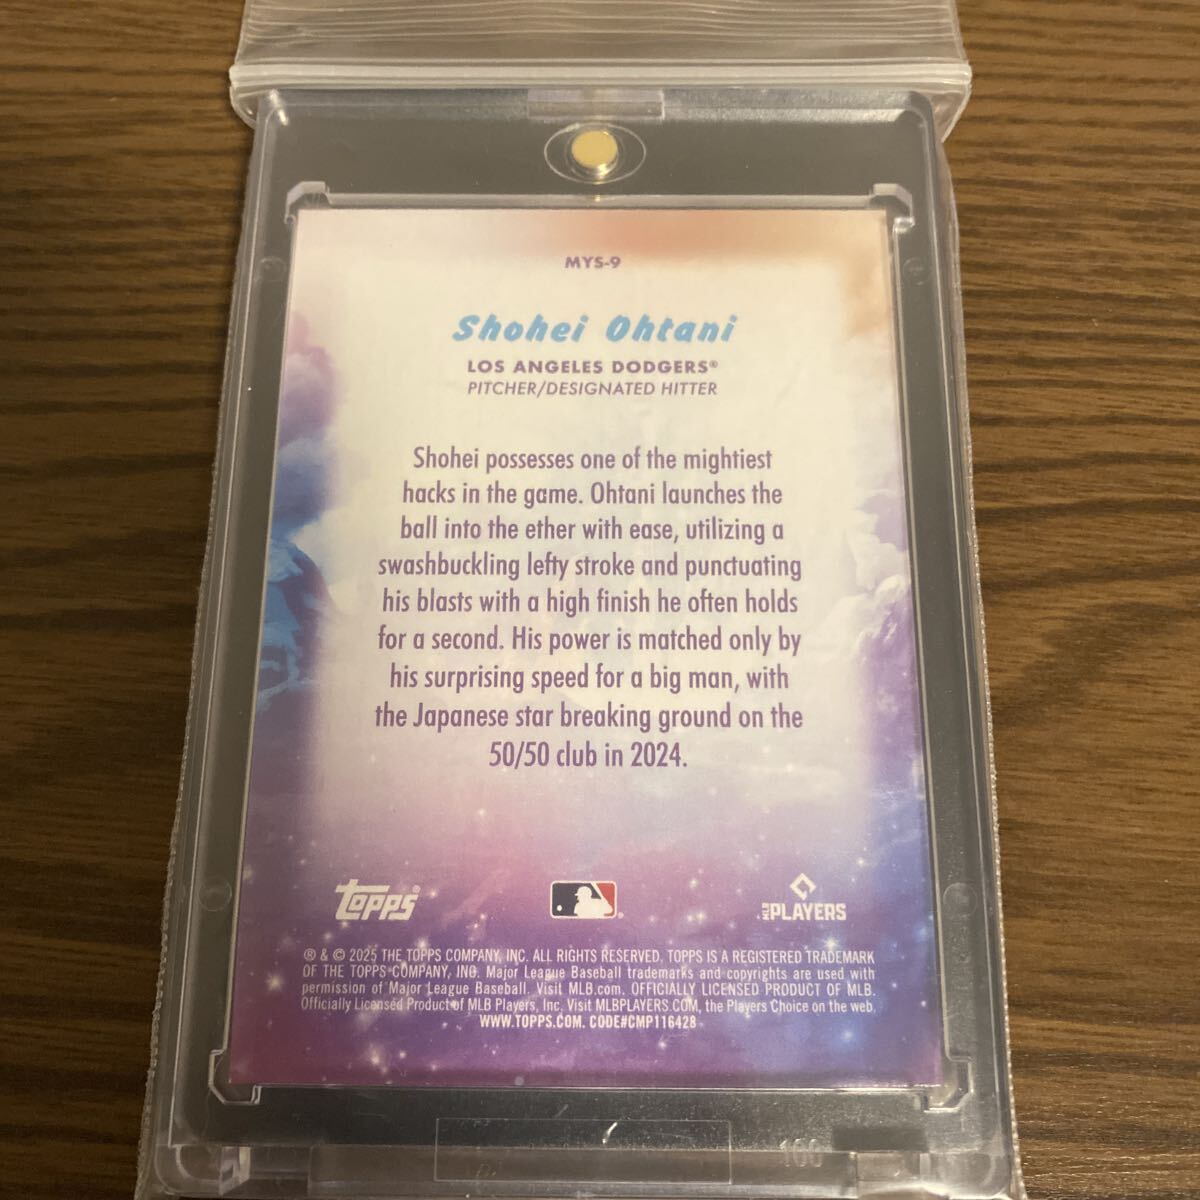 MYS-9
Shohei Ohtani
LOS ANGELES DODGERS®
PITCHER/DESIGNATED HITTER
Shohei possesses one of the mightiest
hacks in the game. Ohtani launches the
ball into the ether with ease, utilizing a
swashbuckling lefty stroke and punctuating
his blasts with a high finish he often holds
for a second. His power is matched only by
his surprising speed for a big man, with
the Japanese star breaking ground on the
50/50 club in 2024.
topps®
MLB PLAYERS
® & © 2025 THE TOPPS COMPANY, INC. ALL RIGHTS RESERVED. TOPPS IS A REGISTERED TRADEMARK
OF THE TOPPS COMPANY, INC. Major League Baseball trademarks and copyrights are used with
permission of Major League Baseball. Visit MLB.com. OFFICIALLY LICENSED PRODUCT OF MLB.
Officially Licensed Product of MLB Players, Inc. Visit MLBPLAYERS.COM, the Players Choice on the web.
WWW.TOPPS.COM. CODE#CMP116428